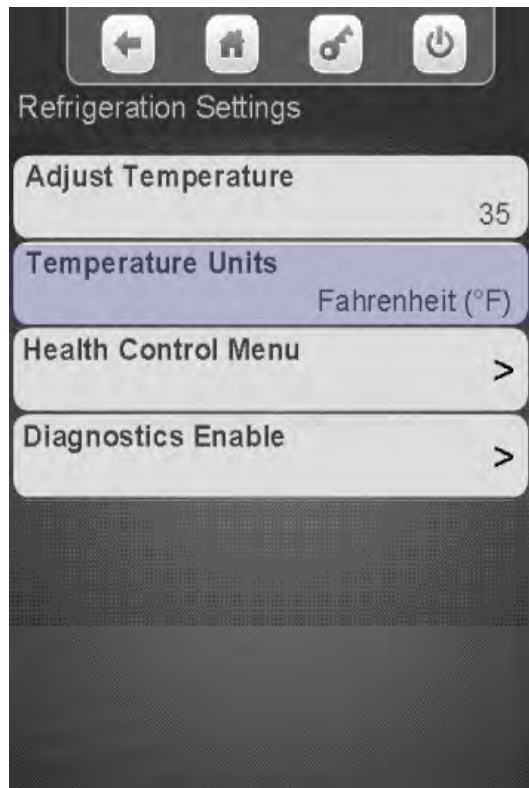 Refrigeration Settings
Adjust Temperature
35
Temperature Units
Fahrenheit (°F)
Health Control Menu
>
Diagnostics Enable
>